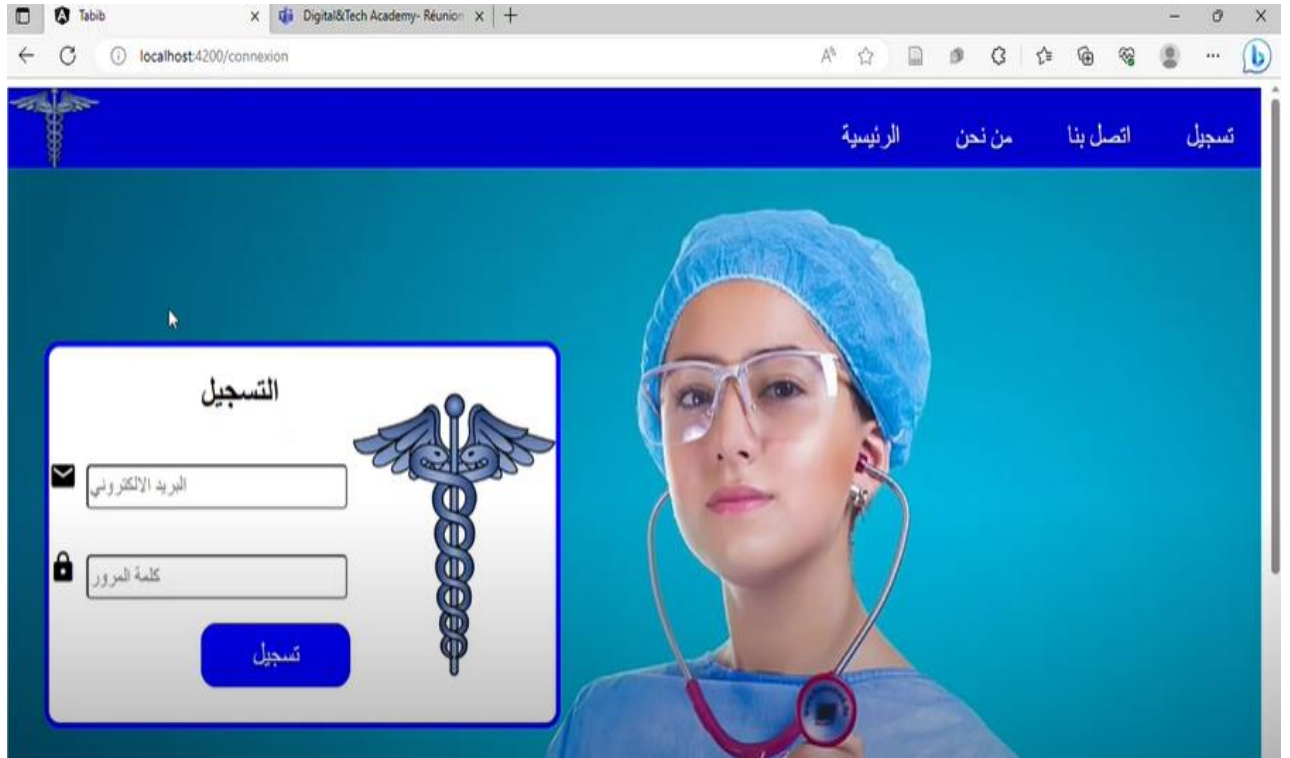 Tabib
Digital&Tech Academy- Réunion
localhost:4200/connexion
تسجيل
اتصل بنا
من نحن
الرئيسية
التسجيل
البريد الالكتروني
كلمة المرور
تسجيل